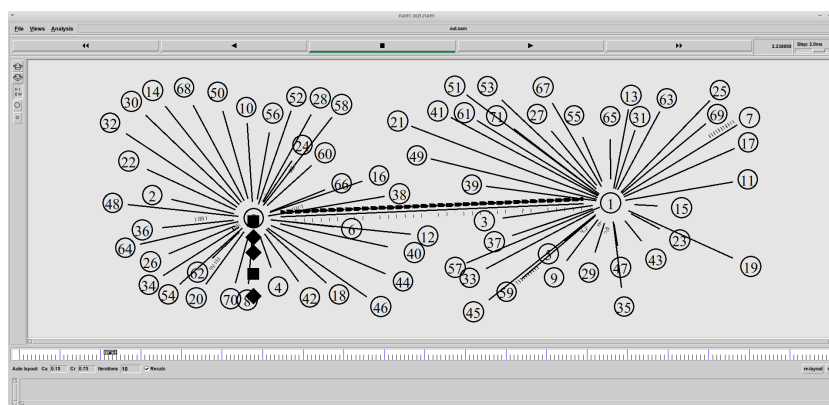 nam: out.nam
File Views Analysis
out.nam
2.238000 Step: 2.0ms
51 53 67
68 13 25
14 50 52 63
30 10 28 41 61 27 55 69
56 58 71 65 31 7
32 21
24 17
60 49
22 66 16 39 11
2 38
48 1 15
36 6 3
12 23
64 40 37
26 5
62 57 47 43 19
34 4 44 33 9 29
54 20 42 18 59
70 8 46 45 35
Auto layout: Ca 0.15 Cr 0.75 Iterations 10 Recalc re-layout